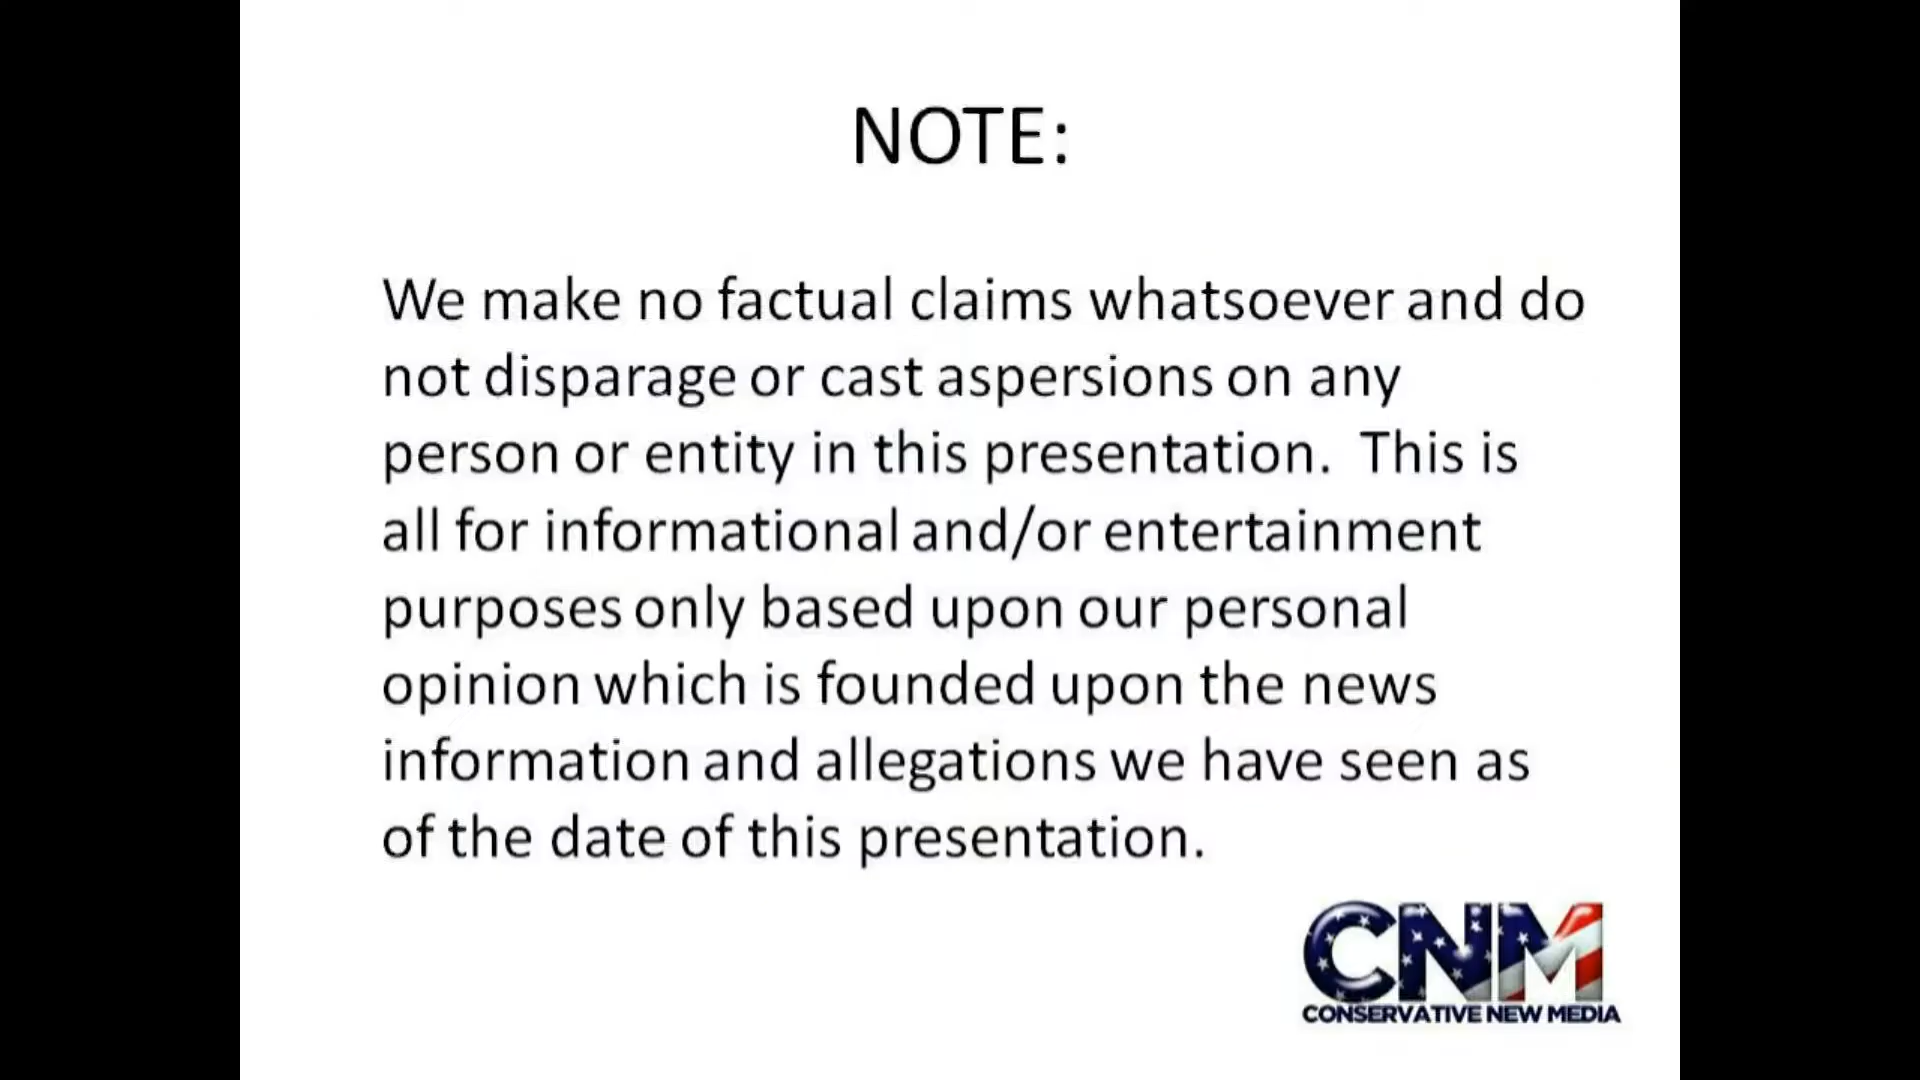 NOTE:
We make no factual claims whatsoever and do
not disparage or cast aspersions on any
person or entity in this presentation.  This is
all for informational and/or entertainment
purposes only based upon our personal
opinion which is founded upon the news
information and allegations we have seen as
of the date of this presentation.
CNM
CONSERVATIVE NEW MEDIA